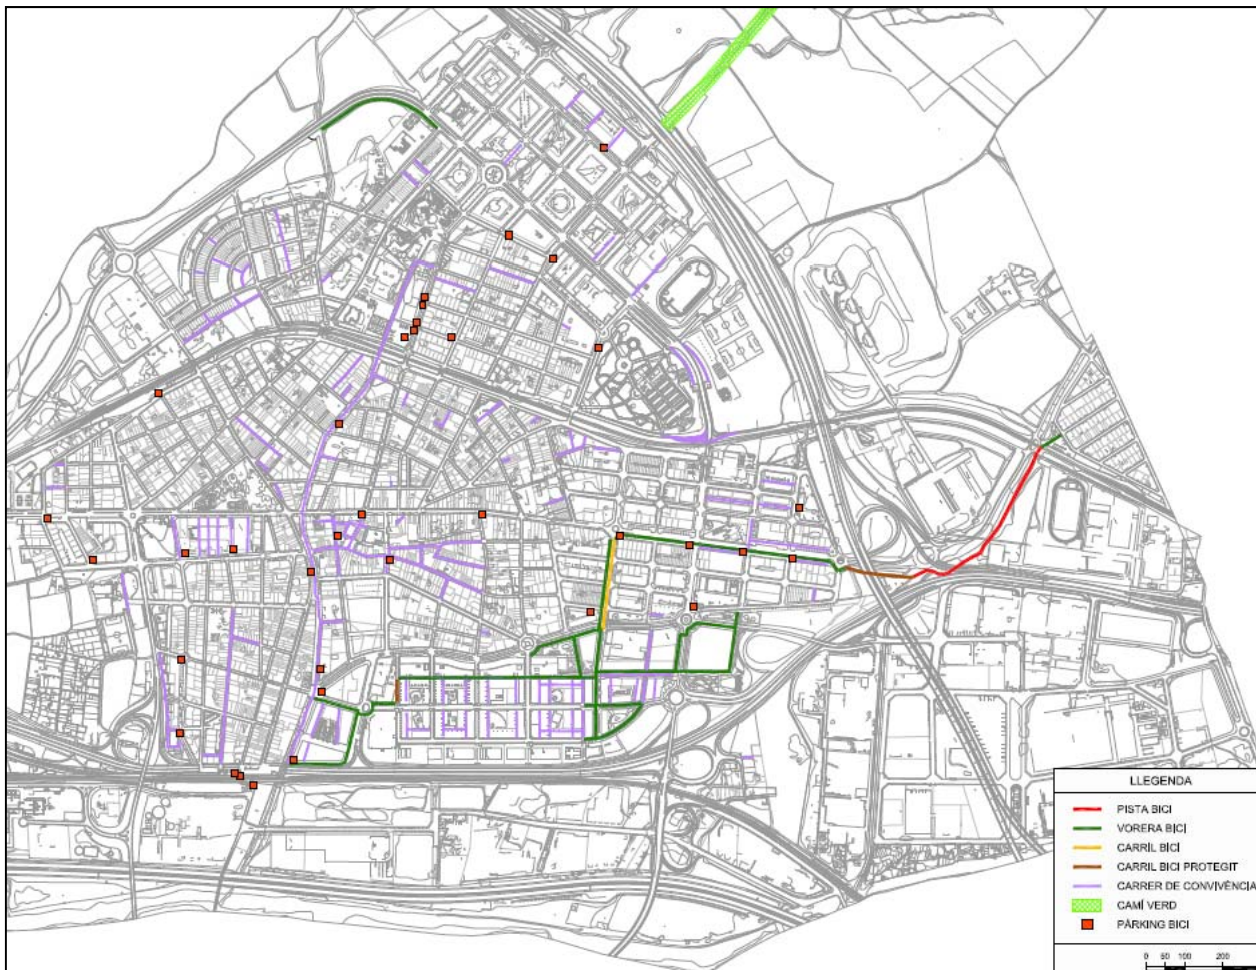 LLEGENDA
PISTA BICI
VORERA BICI
CARRIL BICI
CARRIL BICI PROTEGIT
CARRER DE CONVIVÈNCIA
CAMÍ VERD
PÀRKING BICI
0 50 100 200